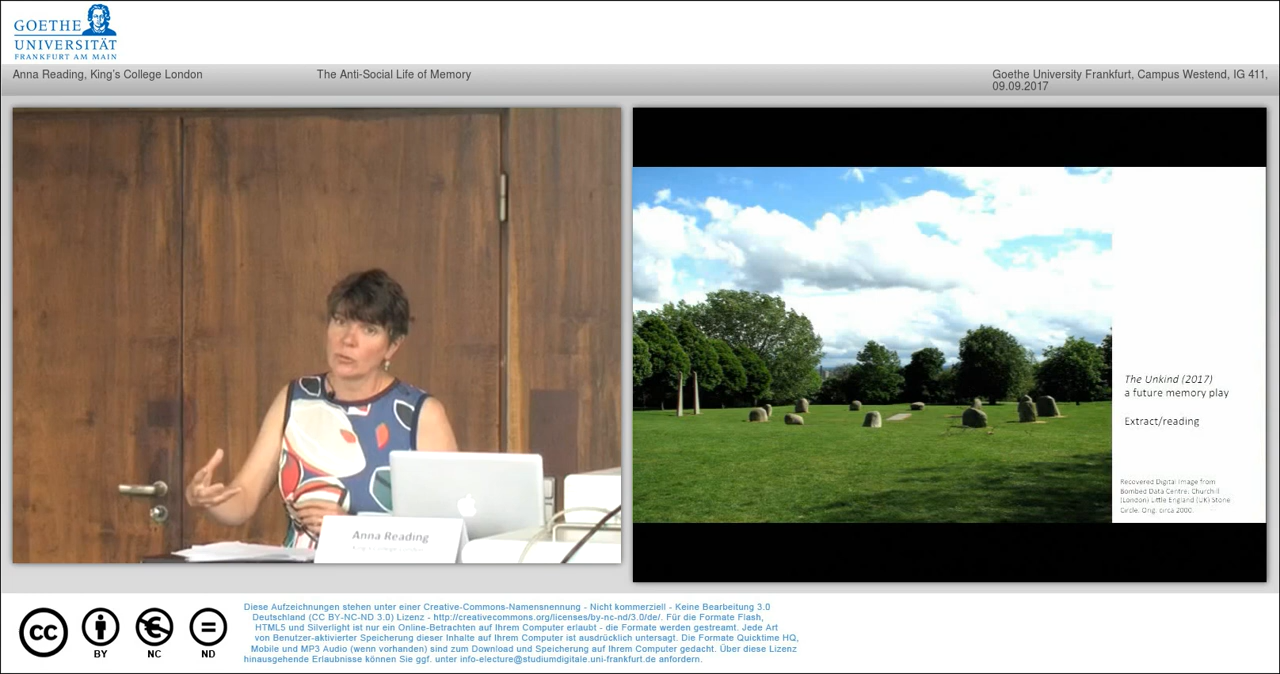 GOETHE
UNIVERSITÄT
FRANKFURT AM MAIN
Anna Reading, King's College London
The Anti-Social Life of Memory
Goethe University Frankfurt, Campus Westend, IG 411,
09.09.2017
Anna Reading
King's College London
The Unkind (2017)
a future memory play
Extract/reading
Recovered Digital Image from
Bombed Data Centre: Churchill
(London) Little England (UK) Stone
Circle. Orig. circa 2000.
cc
BY
NC
ND
Diese Aufzeichnungen stehen unter einer Creative-Commons-Namensnennung - Nicht kommerziell - Keine Bearbeitung 3.0
Deutschland (CC BY-NC-ND 3.0) Lizenz - http://creativecommons.org/licenses/by-nc-nd/3.0/de/. Für die Formate Flash,
HTML5 und Silverlight ist nur ein Online-Betrachten auf Ihrem Computer erlaubt - die Formate werden gestreamt. Jede Art
von Benutzer-aktivierter Speicherung dieser Inhalte auf Ihrem Computer ist ausdrücklich untersagt. Die Formate Quicktime HQ,
Mobile und MP3 Audio (wenn vorhanden) sind zum Download und Speicherung auf Ihrem Computer gedacht. Über diese Lizenz
hinausgehende Erlaubnisse können Sie ggf. unter info-electure@studiumdigitale.uni-frankfurt.de anfordern.